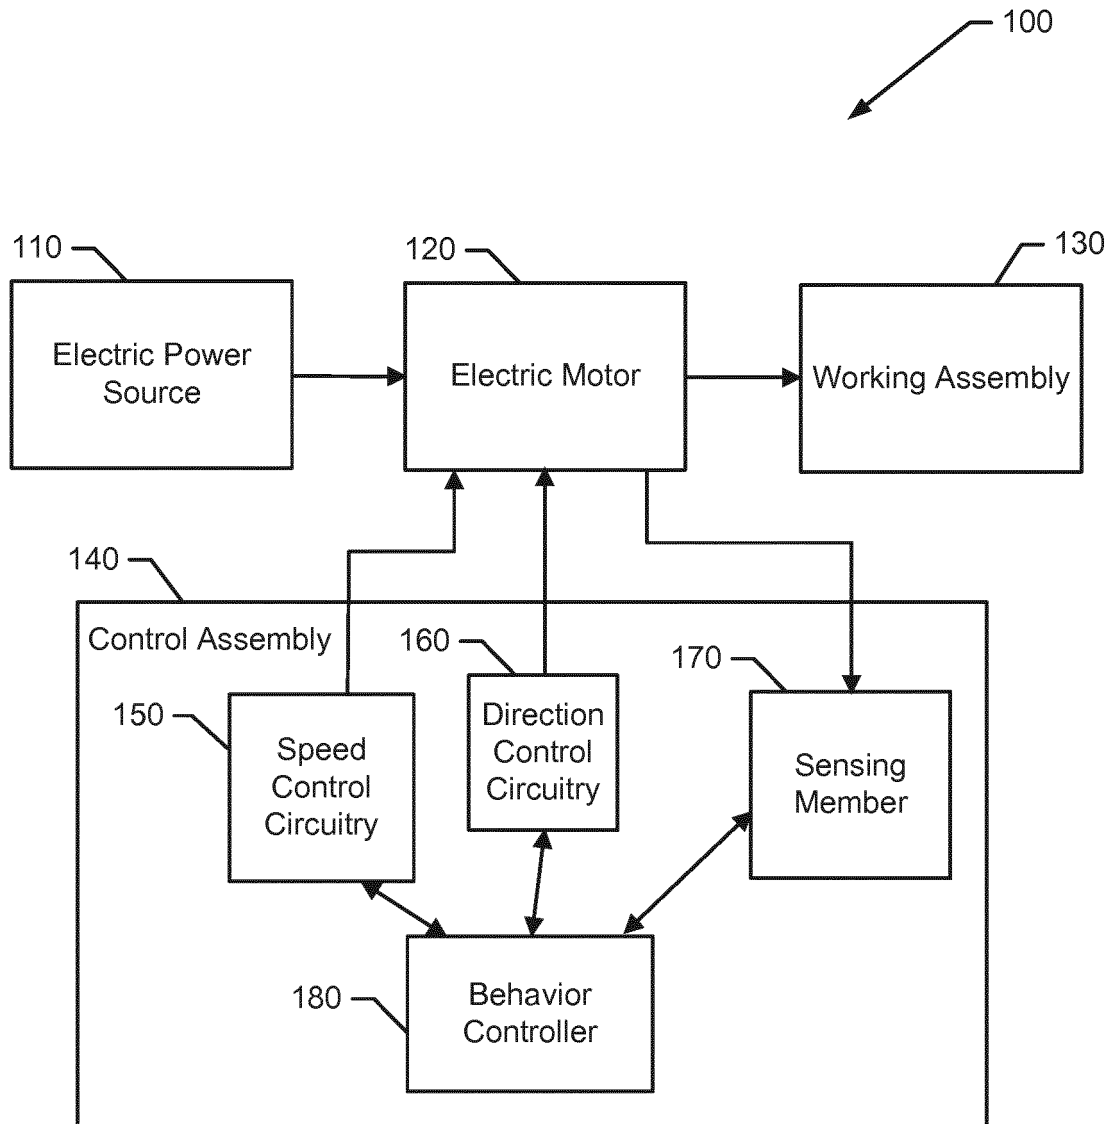 100
110
120
130
Electric Power
Source
Electric Motor
Working Assembly
140
Control Assembly
160
170
150
Direction
Control
Circuitry
Speed
Control
Circuitry
Sensing
Member
180
Behavior
Controller